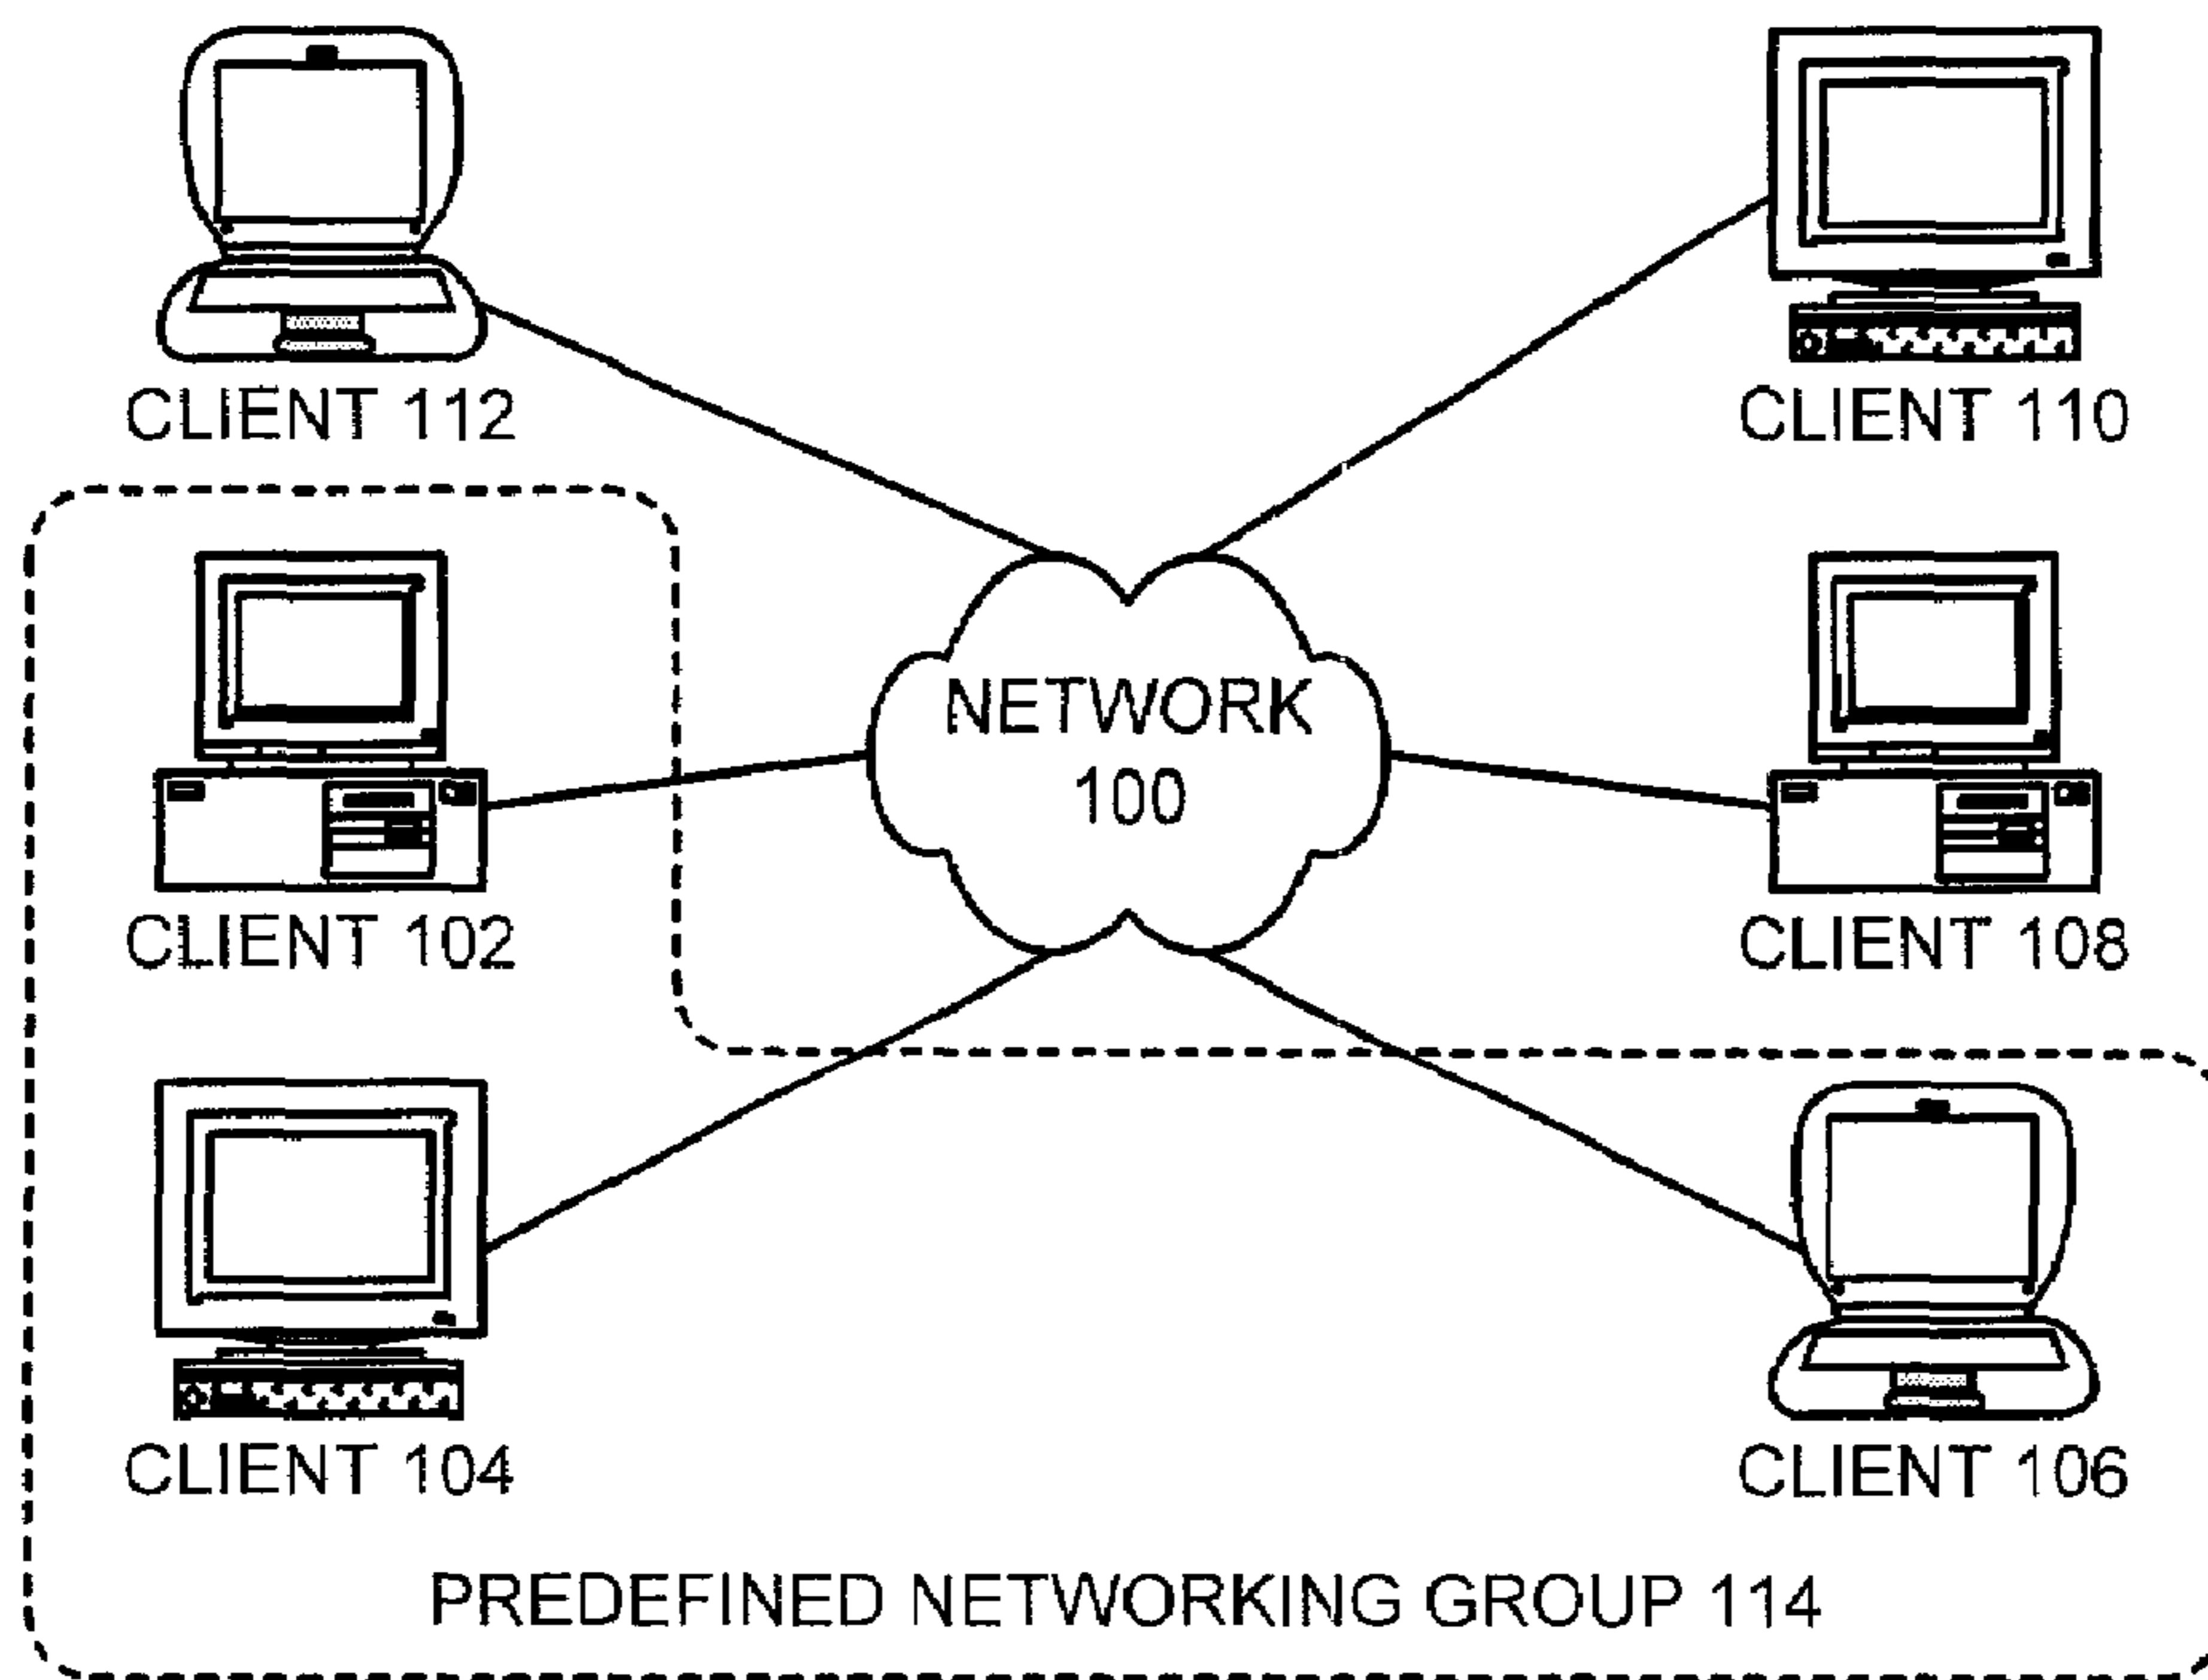 CLIENT 112
CLIENT 110
NETWORK
100
CLIENT 102
CLIENT 108
CLIENT 104
CLIENT 106
PREDEFINED NETWORKING GROUP 114